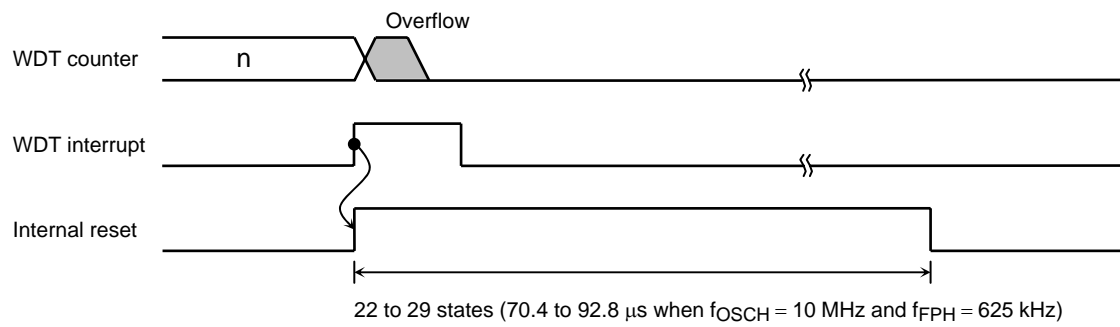 Overflow
WDT counter
n
WDT interrupt
Internal reset
22 to 29 states (70.4 to 92.8 μs when fOSCH = 10 MHz and fFPH = 625 kHz)